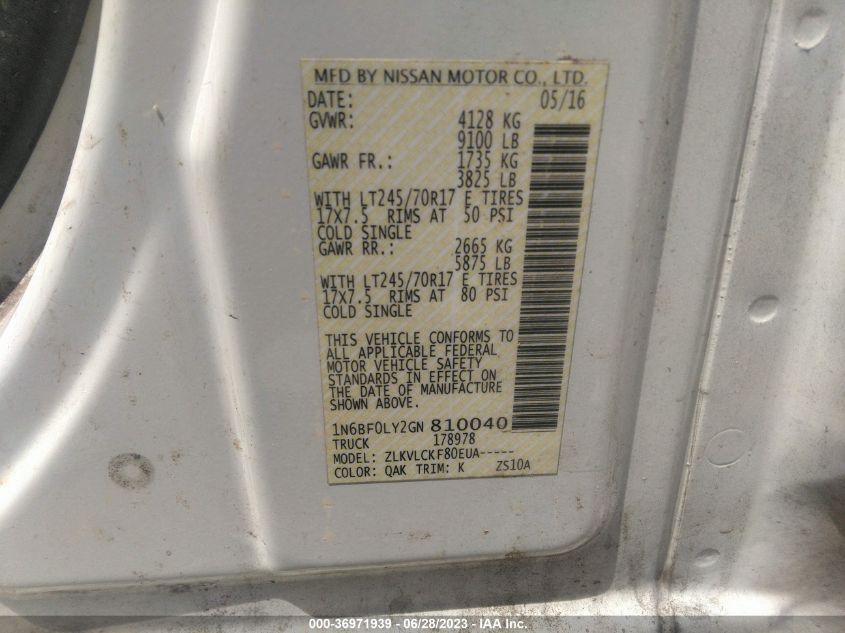 MFD BY NISSAN MOTOR CO., LTD.
DATE: 05/16
GVWR: 4128 KG
9100 LB
GAWR FR.: 1735 KG
3825 LB
WITH LT245/70R17 E TIRES
17X7.5 RIMS AT 50 PSI
COLD SINGLE
GAWR RR.: 2665 KG
5875 LB
WITH LT245/70R17 E TIRES
17X7.5 RIMS AT 80 PSI
COLD SINGLE
THIS VEHICLE CONFORMS TO
ALL APPLICABLE FEDERAL
MOTOR VEHICLE SAFETY
STANDARDS IN EFFECT ON
THE DATE OF MANUFACTURE
SHOWN ABOVE.
1N6BF0LY2GN 810040
TRUCK 178978
MODEL: ZLKVLCKF80EUA-----
COLOR: QAK TRIM: K ZS10A
000-36971939 - 06/28/2023 - IAA.